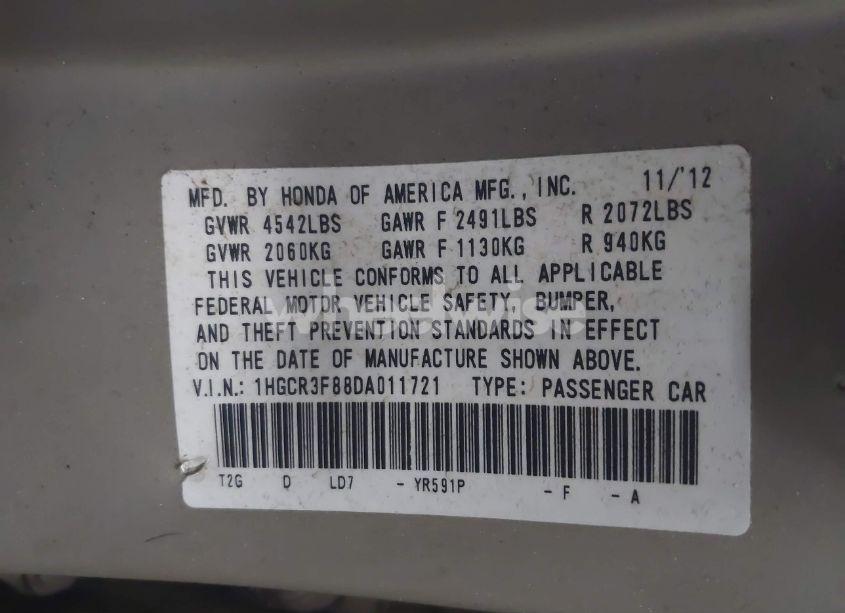 MFD. BY HONDA OF AMERICA MFG., INC. 11/'12
GVWR 4542LBS GAWR F 2491LBS R 2072LBS
GVWR 2060KG GAWR F 1130KG R 940KG
THIS VEHICLE CONFORMS TO ALL APPLICABLE
FEDERAL MOTOR VEHICLE SAFETY, BUMPER,
wheelwise
AND THEFT PREVENTION STANDARDS IN EFFECT
ON THE DATE OF MANUFACTURE SHOWN ABOVE.
V.I.N.: 1HGCR3F88DA011721 TYPE: PASSENGER CAR
T2G D LD7 - YR591P - F - A